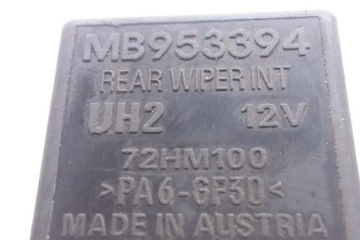 MB953394
REAR WIPER INT
UH2 12V
72HM100
>PA6-GF30<
MADE IN AUSTRIA